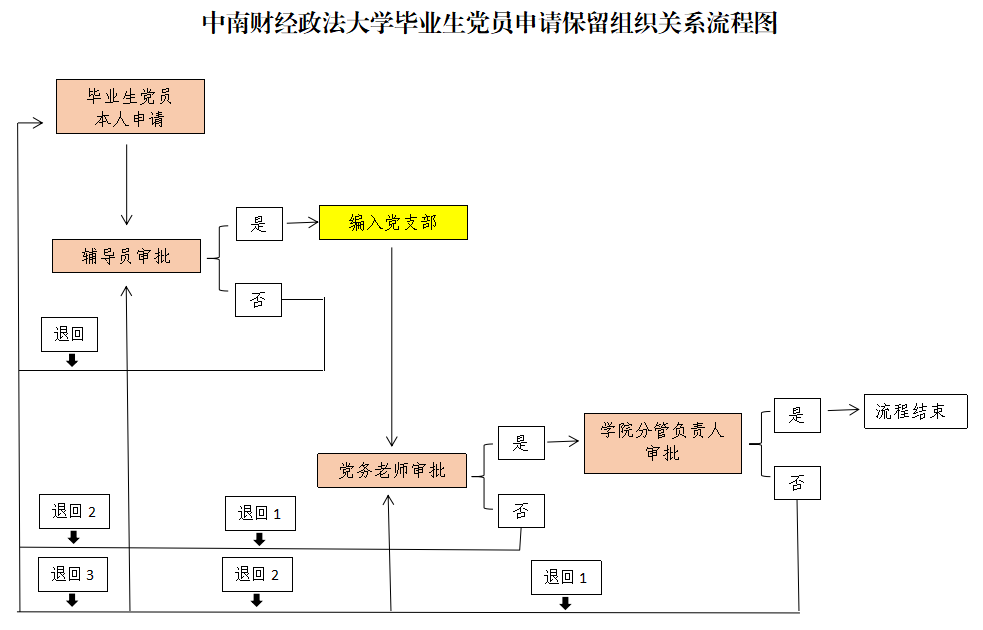 中南财经政法大学毕业生党员申请保留组织关系流程图
毕业生党员
本人申请
是
编入党支部
辅导员审批
否
退回
是
流程结束
学院分管负责人
审批
是
党务老师审批
否
否
退回 2
退回 1
退回 3
退回 2
退回 1